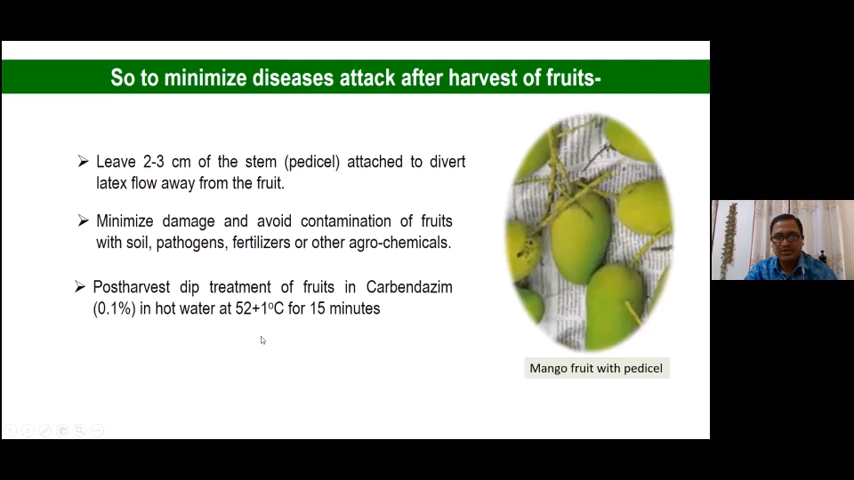 So to minimize diseases attack after harvest of fruits-
➢ Leave 2-3 cm of the stem (pedicel) attached to divert
latex flow away from the fruit.
➢ Minimize damage and avoid contamination of fruits
with soil, pathogens, fertilizers or other agro-chemicals.
➢ Postharvest dip treatment of fruits in Carbendazim
(0.1%) in hot water at 52+1⁰C for 15 minutes
Mango fruit with pedicel